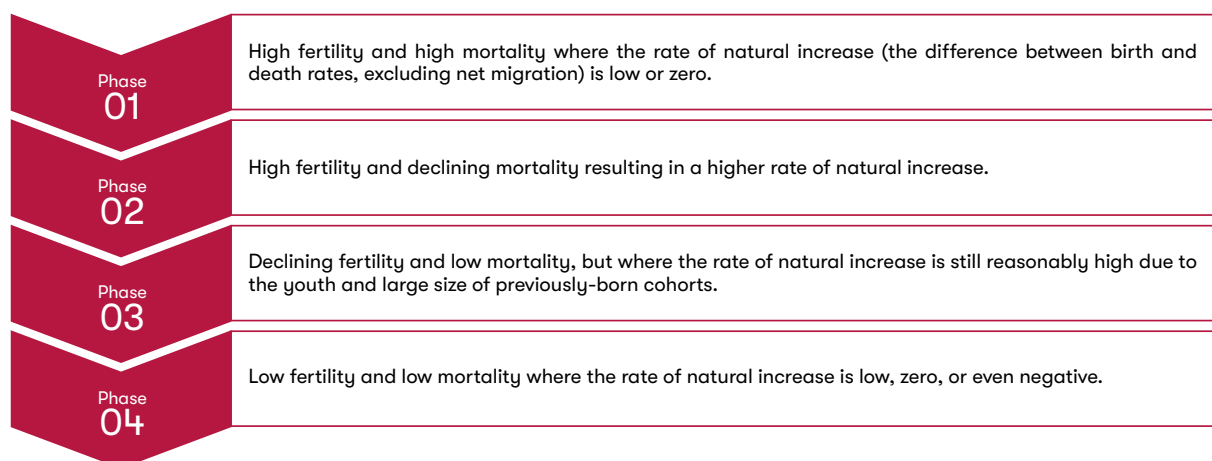 Phase
01
High fertility and high mortality where the rate of natural increase (the difference between birth and
death rates, excluding net migration) is low or zero.
Phase
02
High fertility and declining mortality resulting in a higher rate of natural increase.
Phase
03
Declining fertility and low mortality, but where the rate of natural increase is still reasonably high due to
the youth and large size of previously-born cohorts.
Phase
04
Low fertility and low mortality where the rate of natural increase is low, zero, or even negative.